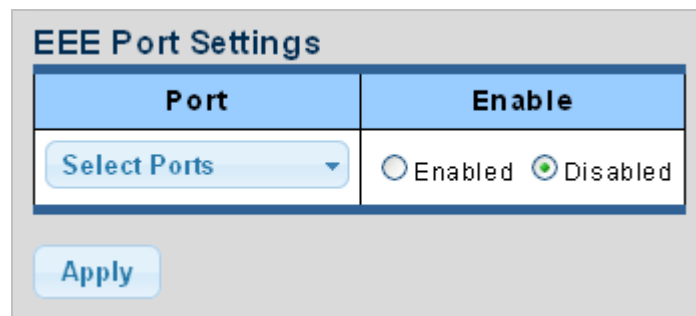 EEE Port Settings
Port Enable
Select Ports Enabled Disabled
Apply